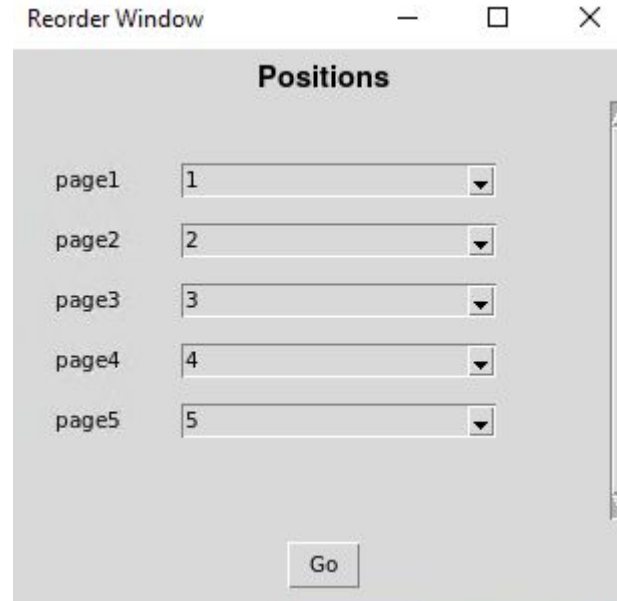 Reorder Window
Positions
page1 1
page2 2
page3 3
page4 4
page5 5
Go